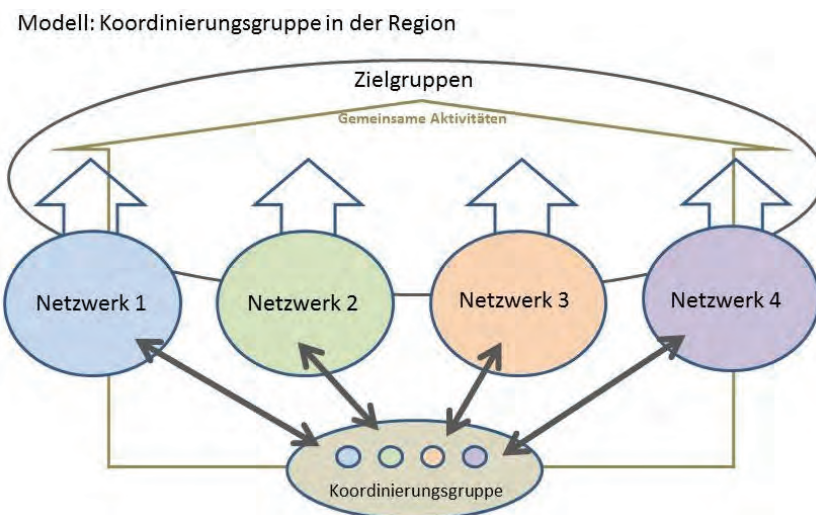 Modell: Koordinierungsgruppe in der Region
Zielgruppen
Gemeinsame Aktivitäten
Netzwerk 1
Netzwerk 2
Netzwerk 3
Netzwerk 4
Koordinierungsgruppe